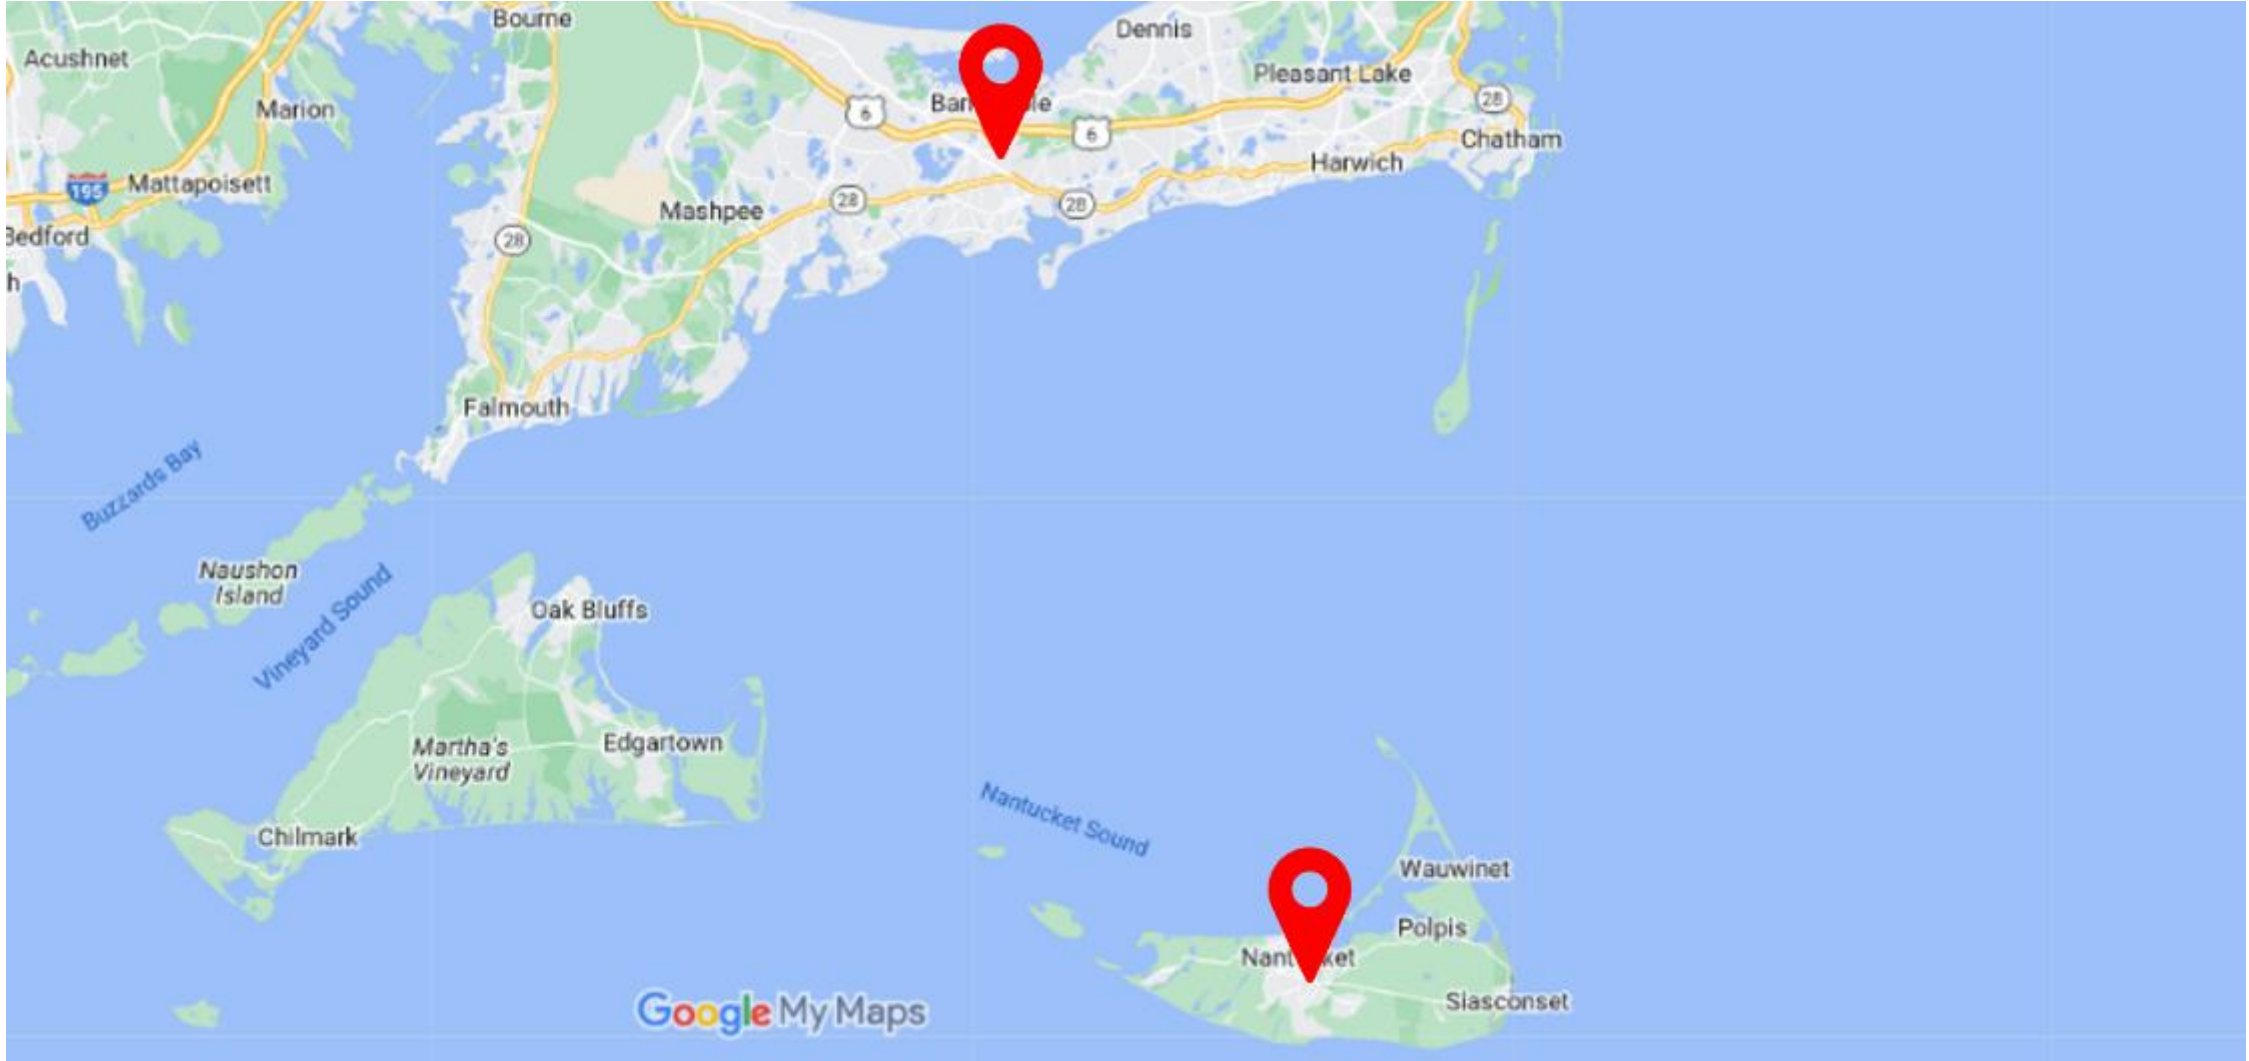 Bourne
Dennis
Acushnet
Pleasant Lake
Marion
6
28
6
Chatham
Harwich
195
Mattapoisett
28
28
Mashpee
Bedford
28
h
Falmouth
Buzzards Bay
Naushon
Island
Vineyard Sound
Oak Bluffs
Martha's
Vineyard
Edgartown
Nantucket Sound
Chilmark
Wauwinet
Polpis
Siasconset
Google My Maps